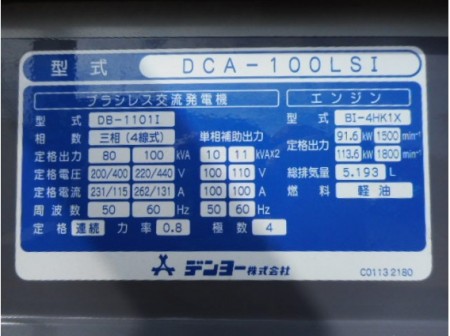 型式 DCA-100LSI
ブラシレス交流発電機 エンジン
型式 DB-1101I 型式 BI-4HK1X
相数 三相(4線式) 単相補助出力 定格出力 91.6 kW 1500 min⁻¹
定格出力 80 100 kVA 10 11 kVA×2 113.6 kW 1800 min⁻¹
定格電圧 200/400 220/440 V 100 110 V 総排気量 5.193 L
定格電流 231/115 262/131 A 100 100 A 燃料 軽油
周波数 50 60 Hz 50 60 Hz
定格 連続 力率 0.8 極数 4
デンヨー株式会社 C0113 2180